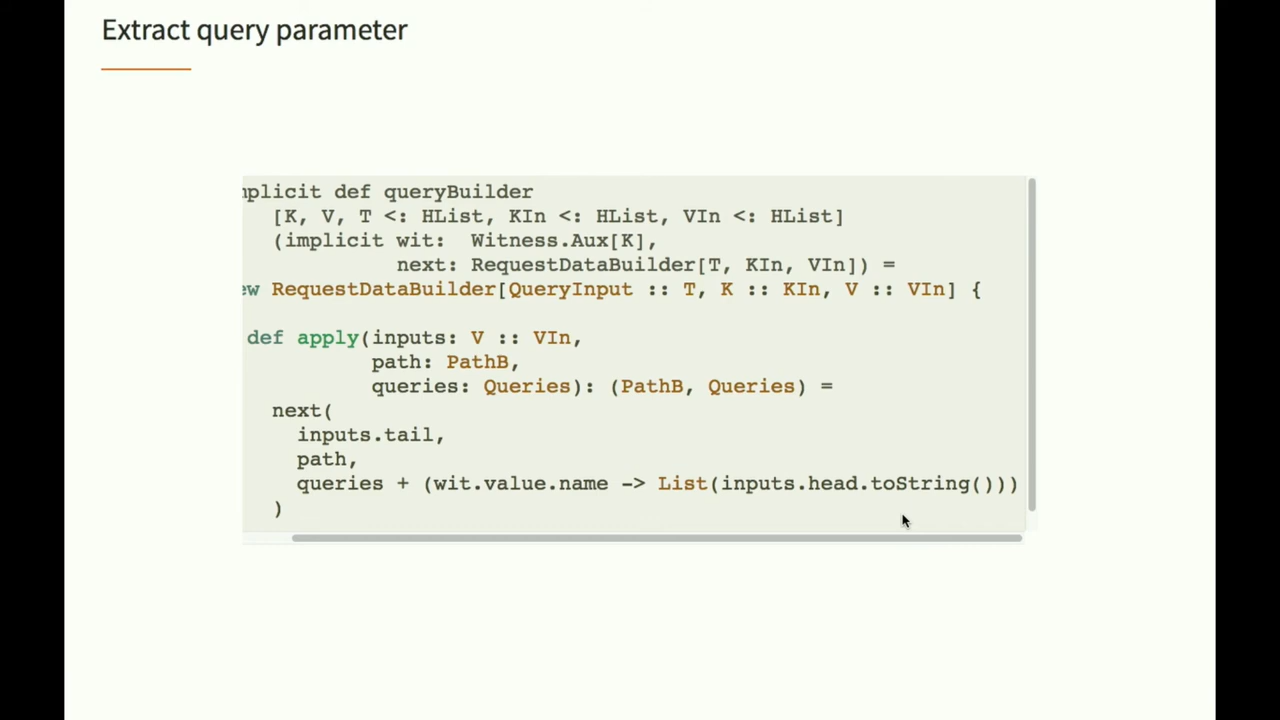 Extract query parameter
mplicit def queryBuilder
[K, V, T <: HList, KIn <: HList, VIn <: HList]
(implicit wit: Witness.Aux[K],
next: RequestDataBuilder[T, KIn, VIn]) =
ew RequestDataBuilder[QueryInput :: T, K :: KIn, V :: VIn] {
def apply(inputs: V :: VIn,
path: PathB,
queries: Queries): (PathB, Queries) =
next(
inputs.tail,
path,
queries + (wit.value.name -> List(inputs.head.toString()))
)